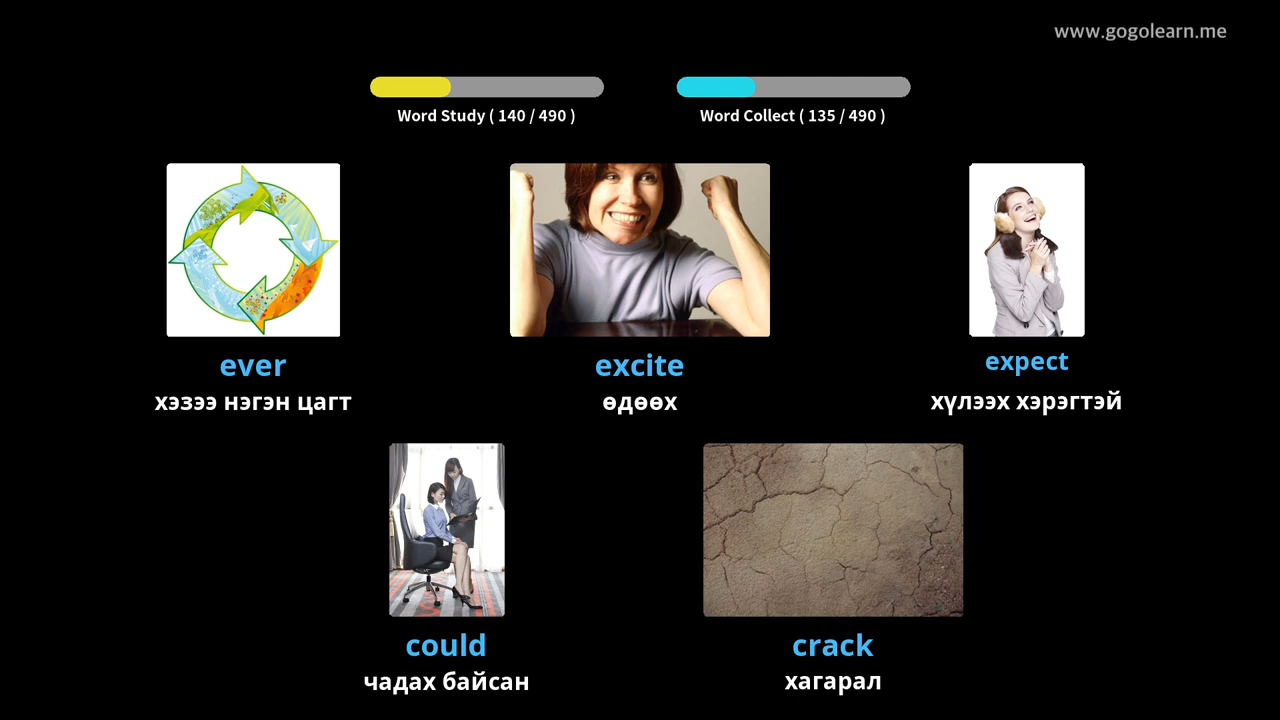 www.gogolearn.me
Word Study ( 140 / 490 )
Word Collect ( 135 / 490 )
ever
хэзээ нэгэн цагт
excite
өдөөх
expect
хүлээх хэрэгтэй
could
чадах байсан
crack
хагарал